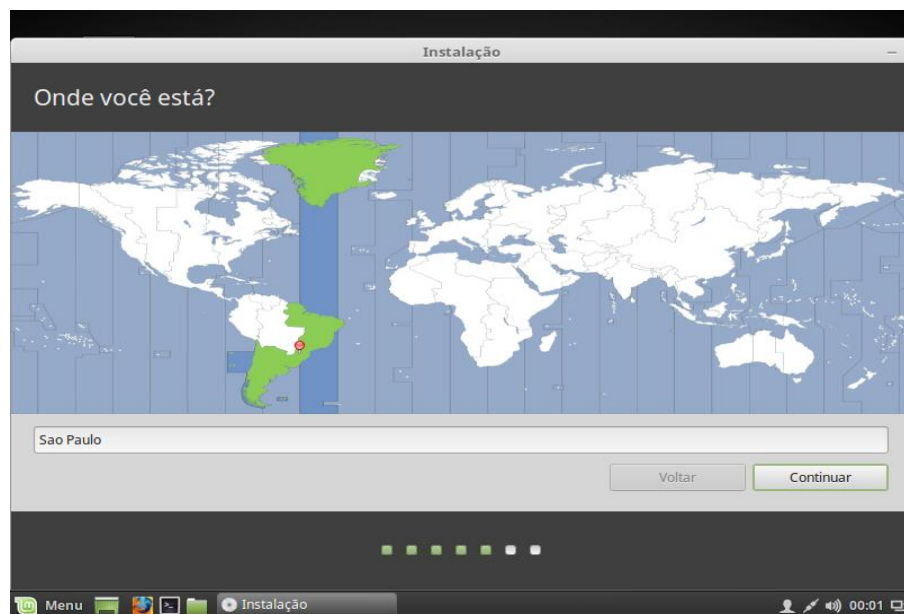 Instalação
Onde você está?
Sao Paulo
Voltar
Continuar
Menu
Instalação
00:01